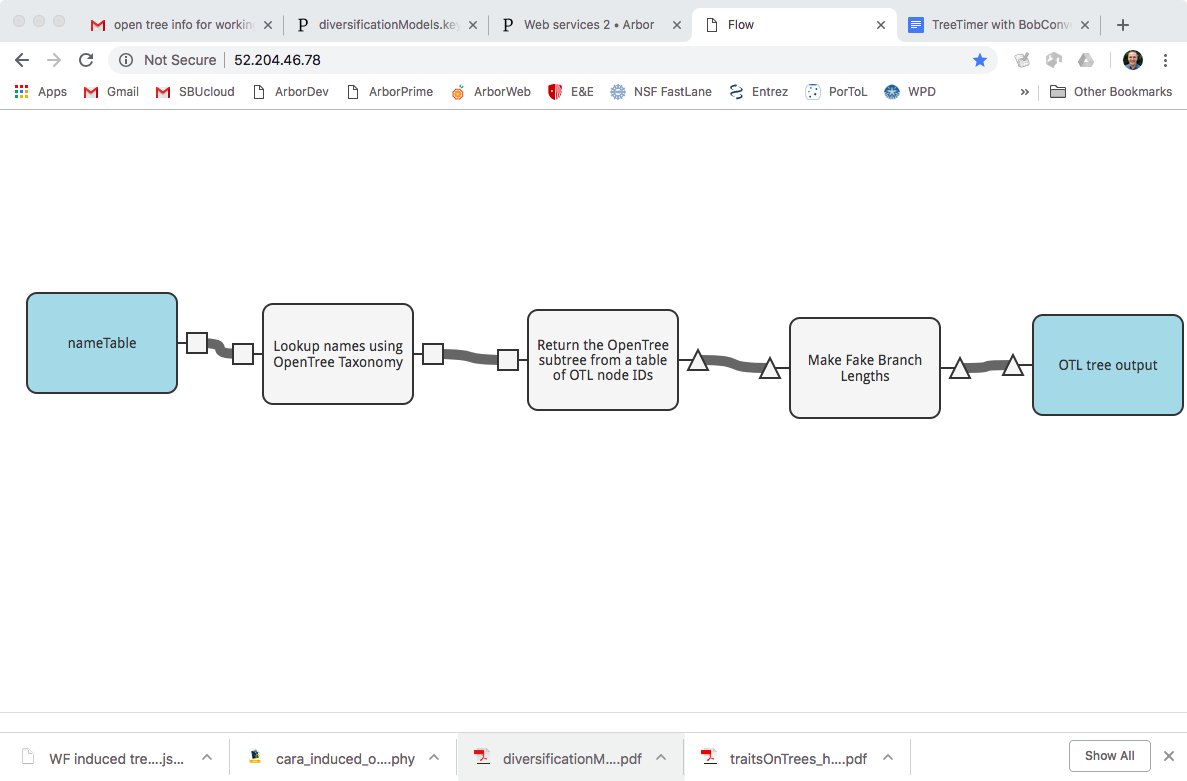 open tree info for workin
diversificationModels.key
Web services 2 • Arbor
Flow
TreeTimer with BobConv
Not Secure
52.204.46.78
Apps
Gmail
SBUcloud
ArborDev
ArborPrime
ArborWeb
E&E
NSF FastLane
Entrez
PorToL
WPD
»
Other Bookmarks
nameTable
Lookup names using
OpenTree Taxonomy
Return the OpenTree
subtree from a table
of OTL node IDs
Make Fake Branch
Lengths
OTL tree output
WF induced tre....js...
cara_induced_o....phy
diversificationM....pdf
traitsOnTrees_h....pdf
Show All